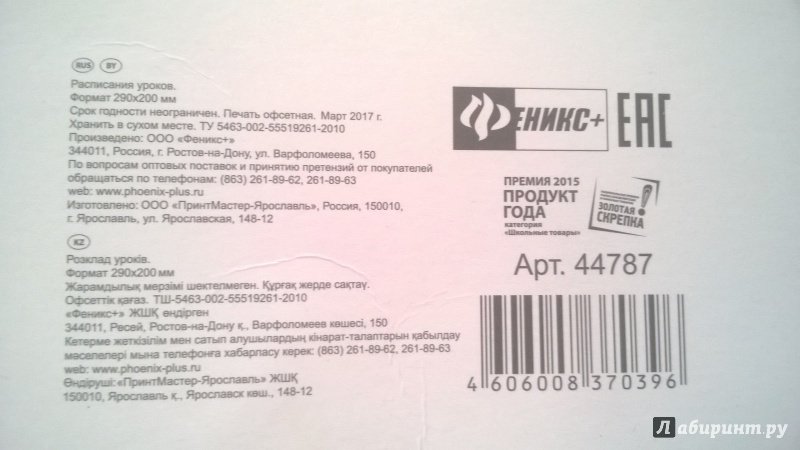 RUS BY
Расписания уроков.
Формат 290х200 мм
Срок годности неограничен. Печать офсетная. Март 2017 г.
Хранить в сухом месте. ТУ 5463-002-55519261-2010
Произведено: ООО «Феникс+»
344011, Россия, г. Ростов-на-Дону, ул. Варфоломеева, 150
По вопросам оптовых поставок и принятию претензий от покупателей
обращаться по телефонам: (863) 261-89-62, 261-89-63
web: www.phoenix-plus.ru
Изготовлено: ООО «ПринтМастер-Ярославль», Россия, 150010,
г. Ярославль, ул. Ярославская, 148-12
KZ
Розклад уроків.
Формат 290х200 мм
Жарамдылық мерзімі шектелмеген. Құрғақ жерде сақтау.
Офсеттік қағаз. ТШ-5463-002-55519261-2010
«Феникс+» ЖШҚ өндірген
344011, Ресей, Ростов-на-Дону қ., Варфоломеев көшесі, 150
Көтерме жеткізілім мен сатып алушылардың кінарат-талаптарын қабылдау
мәселелері мына телефонға хабарласу керек: (863) 261-89-62, 261-89-63
web: www.phoenix-plus.ru
Өндіруші: «ПринтМастер-Ярославль» ЖШҚ
150010, Ярославль қ., Ярославск көш., 148-12
ФЕНИКС+
ЕАС
ПРЕМИЯ 2015
ПРОДУКТ
ГОДА
категория
«Школьные товары»
ЗОЛОТАЯ
СКРЕПКА
Арт. 44787
4 606008 370396
Лабиринт.ру